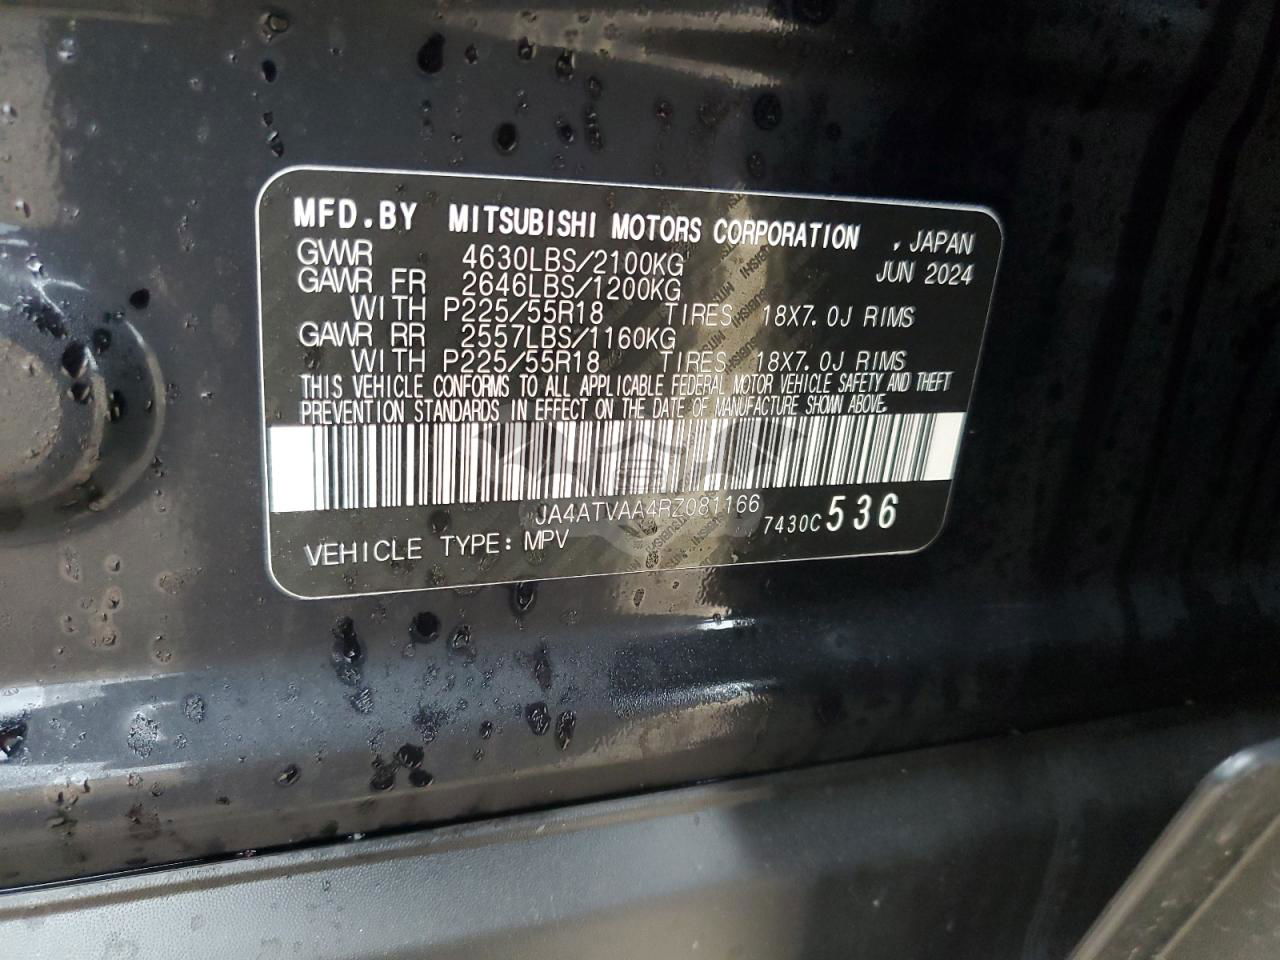 MFD.BY MITSUBISHI MOTORS CORPORATION , JAPAN
GVWR 4630LBS/2100KG JUN 2024
GAWR FR 2646LBS/1200KG
WITH P225/55R18 TIRES 18X7.0J RIMS
GAWR RR 2557LBS/1160KG
WITH P225/55R18 TIRES 18X7.0J RIMS
THIS VEHICLE CONFORMS TO ALL APPLICABLE FEDERAL MOTOR VEHICLE SAFETY AND THEFT
PREVENTION STANDARDS IN EFFECT ON THE DATE OF MANUFACTURE SHOWN ABOVE.
JA4ATVAA4RZ081166 7430C 536
VEHICLE TYPE: MPV